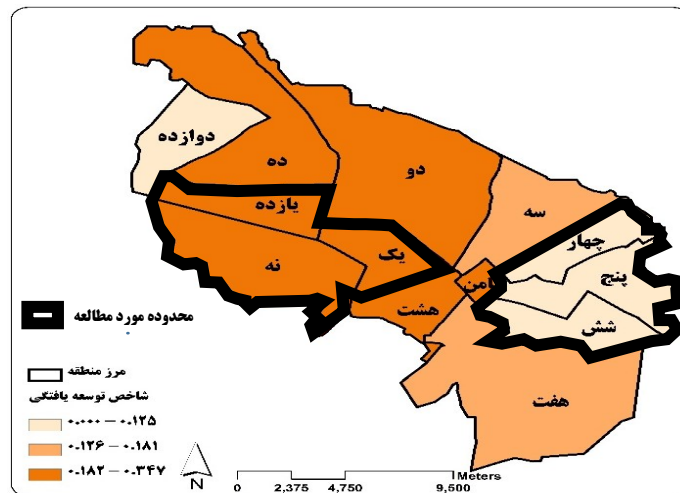 دوازده
ده
دو
سه
یازده
چهار
یک
پنج
نه
ثامن
هشت
شش
هفت
محدوده مورد مطالعه
مرز منطقه
شاخص توسعه یافتگی
۰.۰۰۰ – ۰.۱۲۵
۰.۱۲۶ – ۰.۱۸۱
۰.۱۸۲ – ۰.۳۴۷
N
Meters
0 2,375 4,750 9,500